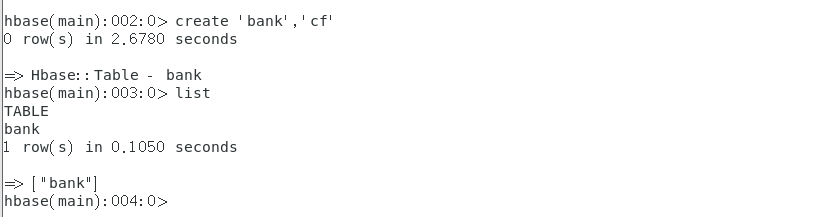 hbase(main):002:0> create 'bank','cf'
0 row(s) in 2.6780 seconds
=> Hbase::Table - bank
hbase(main):003:0> list
TABLE
bank
1 row(s) in 0.1050 seconds
=> ["bank"]
hbase(main):004:0>